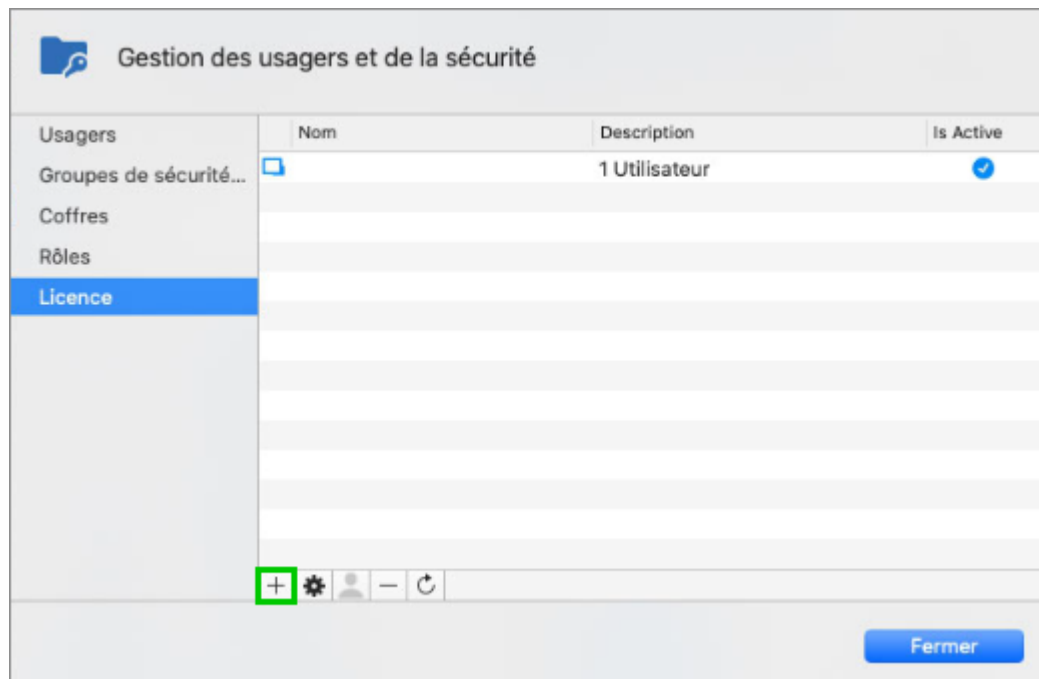 Gestion des usagers et de la sécurité
Usagers
Groupes de sécurité...
Coffres
Rôles
Licence
Nom Description Is Active
1 Utilisateur
Fermer